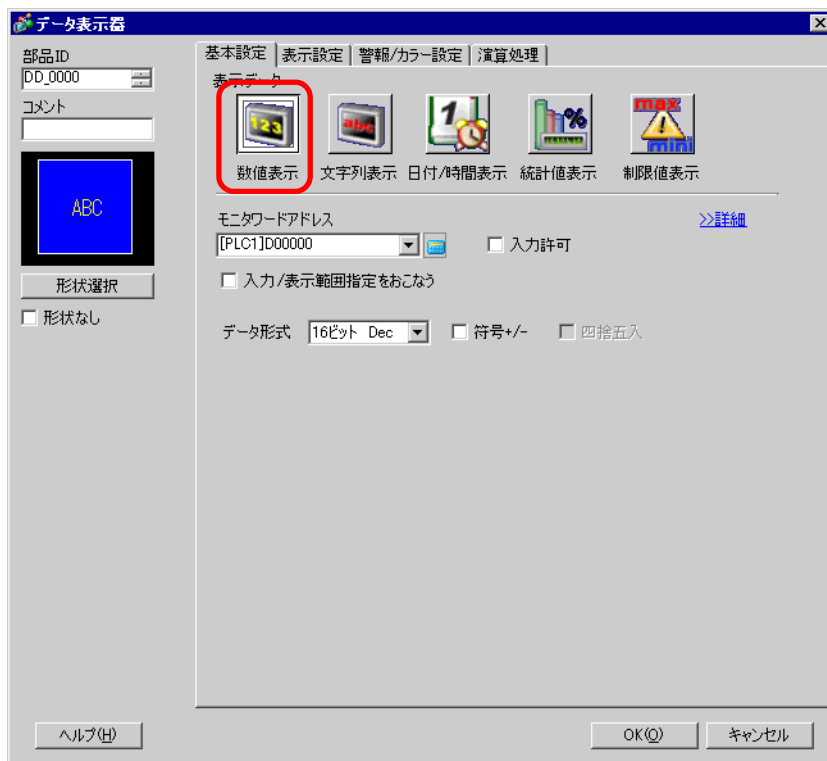 データ表示器
部品ID
DD_0000
コメント
ABC
形状選択
形状なし
基本設定 表示設定 警報/カラー設定 演算処理
表示データ
123 abc 1 % max mini
数値表示 文字列表示 日付/時間表示 統計値表示 制限値表示
モニタワードアドレス >>詳細
[PLC1]D00000 入力許可
入力/表示範囲指定をおこなう
データ形式 16ビット Dec 符号+/- 四捨五入
ヘルプ(H) OK(O) キャンセル